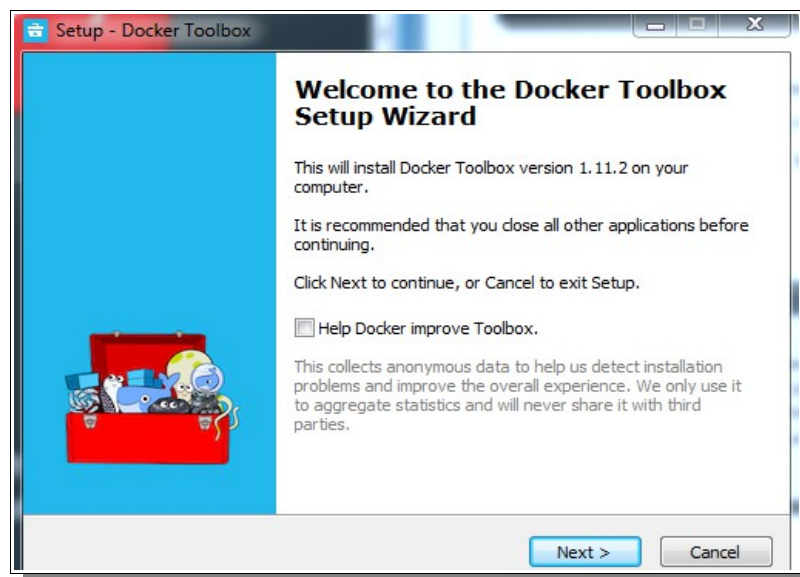 Setup - Docker Toolbox
Welcome to the Docker Toolbox
Setup Wizard
This will install Docker Toolbox version 1.11.2 on your
computer.
It is recommended that you close all other applications before
continuing.
Click Next to continue, or Cancel to exit Setup.
Help Docker improve Toolbox.
This collects anonymous data to help us detect installation
problems and improve the overall experience. We only use it
to aggregate statistics and will never share it with third
parties.
Next >
Cancel